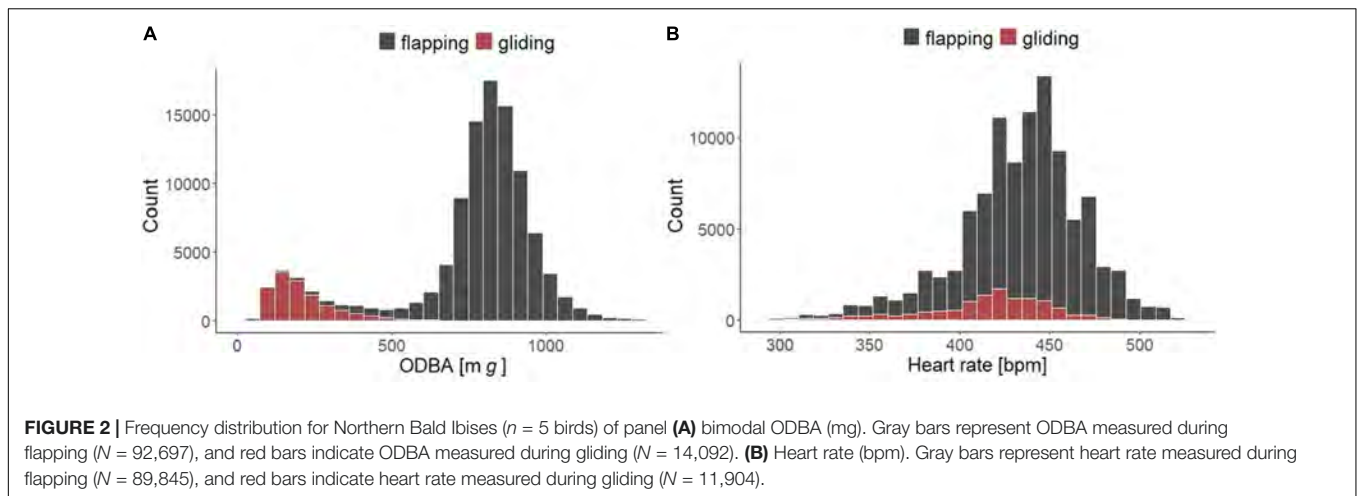 A
flapping gliding
15000
10000
5000
0
Count
0 500 1000
ODBA [m g ]
B
flapping gliding
10000
5000
0
Count
300 350 400 450 500
Heart rate [bpm]
FIGURE 2 | Frequency distribution for Northern Bald Ibises (n = 5 birds) of panel (A) bimodal ODBA (mg). Gray bars represent ODBA measured during
flapping (N = 92,697), and red bars indicate ODBA measured during gliding (N = 14,092). (B) Heart rate (bpm). Gray bars represent heart rate measured during
flapping (N = 89,845), and red bars indicate heart rate measured during gliding (N = 11,904).